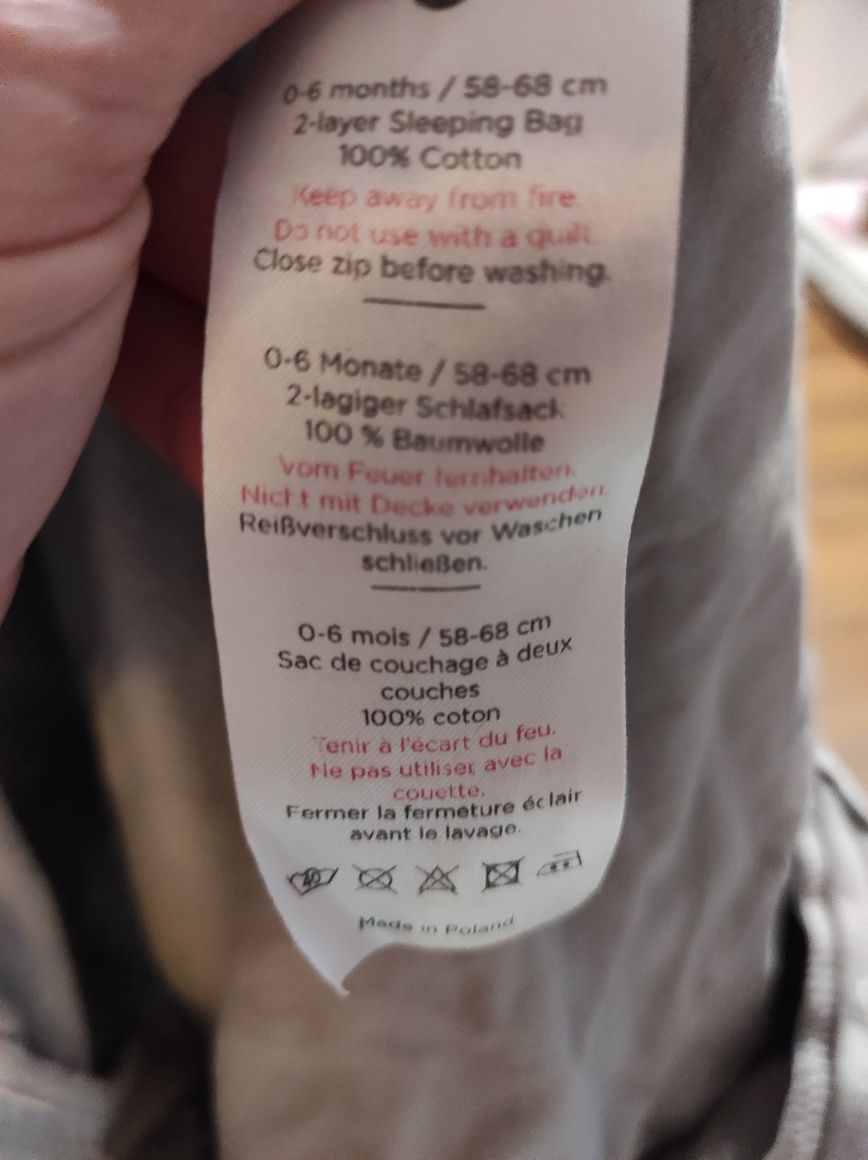 0-6 months / 58-68 cm
2-layer Sleeping Bag
100% Cotton
Keep away from fire.
Do not use with a quilt.
Close zip before washing.
0-6 Monate / 58-68 cm
2-lagiger Schlafsack
100 % Baumwolle
Vom Feuer fernhalten.
Nicht mit Decke verwenden.
Reißverschluss vor Waschen
schließen.
0-6 mois / 58-68 cm
Sac de couchage à deux
couches
100% coton
Tenir à l'écart du feu.
Ne pas utiliser avec la
couette.
Fermer la fermeture éclair
avant le lavage.
40
Made in Poland